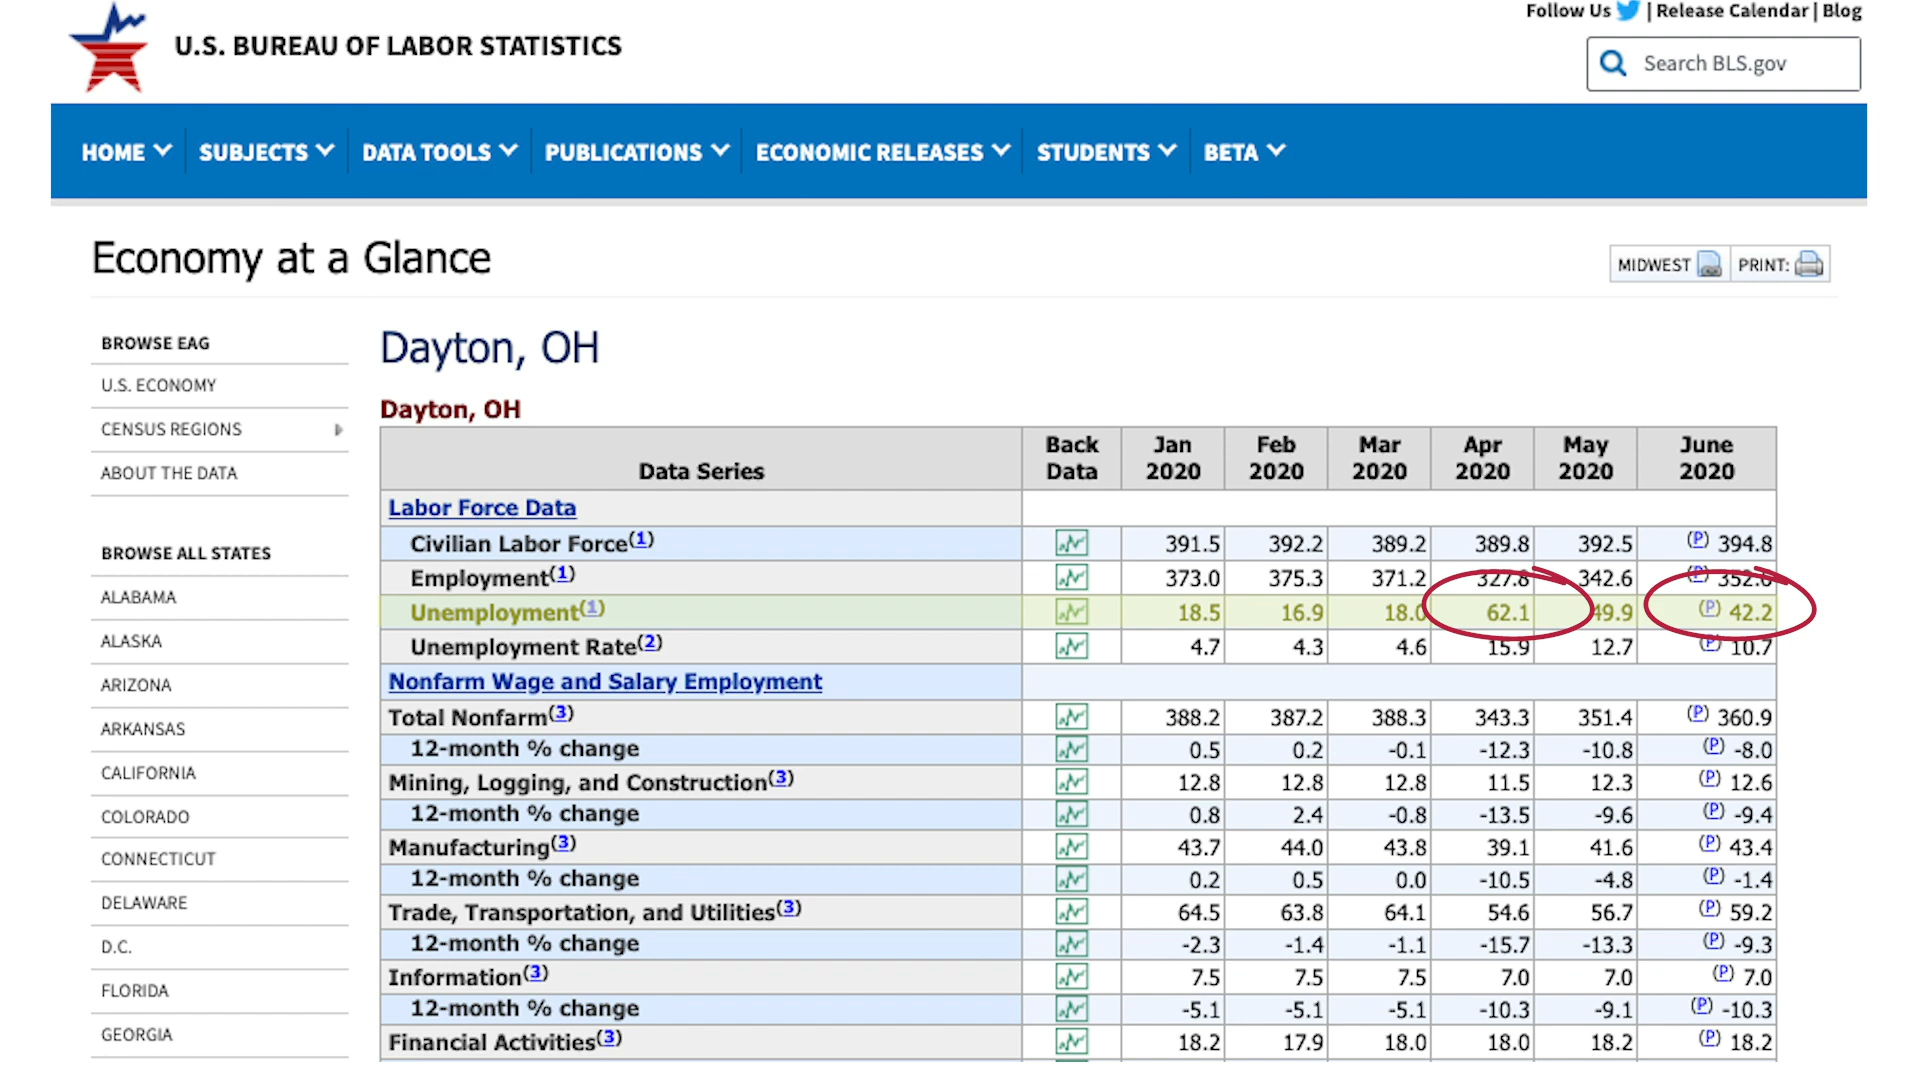 Follow Us | Release Calendar | Blog
U.S. BUREAU OF LABOR STATISTICS
Search BLS.gov
HOME SUBJECTS DATA TOOLS PUBLICATIONS ECONOMIC RELEASES STUDENTS BETA
Economy at a Glance
MIDWEST PRINT:
BROWSE EAG
U.S. ECONOMY
CENSUS REGIONS
ABOUT THE DATA
BROWSE ALL STATES
ALABAMA
ALASKA
ARIZONA
ARKANSAS
CALIFORNIA
COLORADO
CONNECTICUT
DELAWARE
D.C.
FLORIDA
GEORGIA
Dayton, OH
Dayton, OH
Data Series Back Data Jan 2020 Feb 2020 Mar 2020 Apr 2020 May 2020 June 2020
Labor Force Data
Civilian Labor Force(1) 391.5 392.2 389.2 389.8 392.5 (P) 394.8
Employment(1) 373.0 375.3 371.2 327.8 342.6 (P) 352.6
Unemployment(1) 18.5 16.9 18.0 62.1 49.9 (P) 42.2
Unemployment Rate(2) 4.7 4.3 4.6 15.9 12.7 (P) 10.7
Nonfarm Wage and Salary Employment
Total Nonfarm(3) 388.2 387.2 388.3 343.3 351.4 (P) 360.9
12-month % change 0.5 0.2 -0.1 -12.3 -10.8 (P) -8.0
Mining, Logging, and Construction(3) 12.8 12.8 12.8 11.5 12.3 (P) 12.6
12-month % change 0.8 2.4 -0.8 -13.5 -9.6 (P) -9.4
Manufacturing(3) 43.7 44.0 43.8 39.1 41.6 (P) 43.4
12-month % change 0.2 0.5 0.0 -10.5 -4.8 (P) -1.4
Trade, Transportation, and Utilities(3) 64.5 63.8 64.1 54.6 56.7 (P) 59.2
12-month % change -2.3 -1.4 -1.1 -15.7 -13.3 (P) -9.3
Information(3) 7.5 7.5 7.5 7.0 7.0 (P) 7.0
12-month % change -5.1 -5.1 -5.1 -10.3 -9.1 (P) -10.3
Financial Activities(3) 18.2 17.9 18.0 18.0 18.2 (P) 18.2